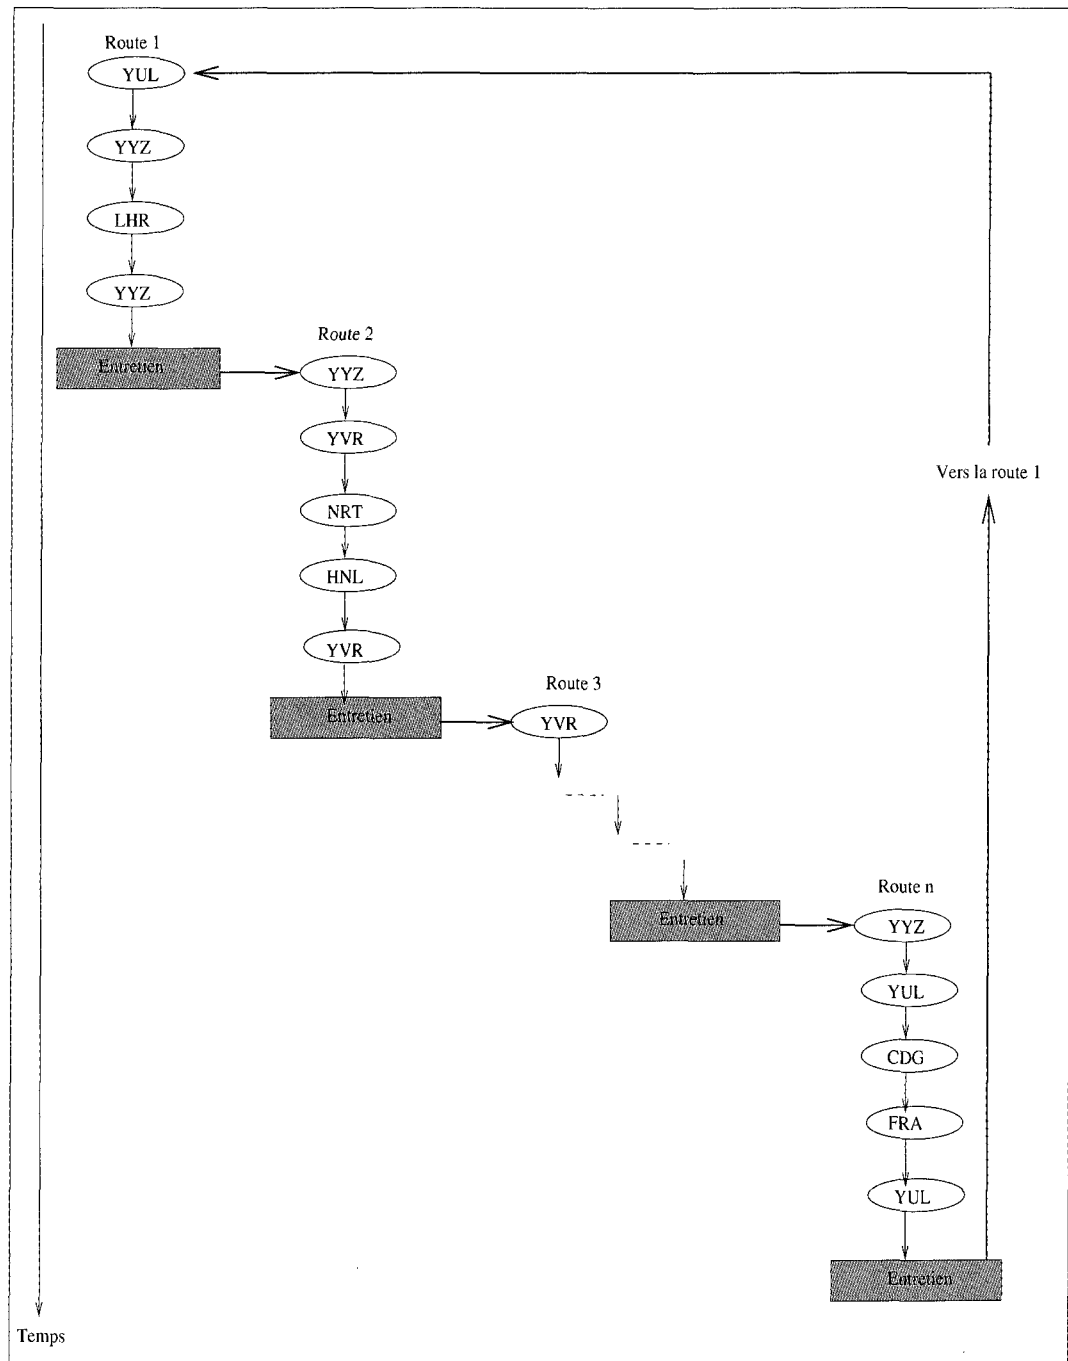 Route 1
YUL
YYZ
LHR
YYZ
Entretien
Route 2
YYZ
YVR
NRT
HNL
YVR
Entretien
Route 3
YVR
Vers la route 1
Entretien
Route n
YYZ
YUL
CDG
FRA
YUL
Entretien
Temps